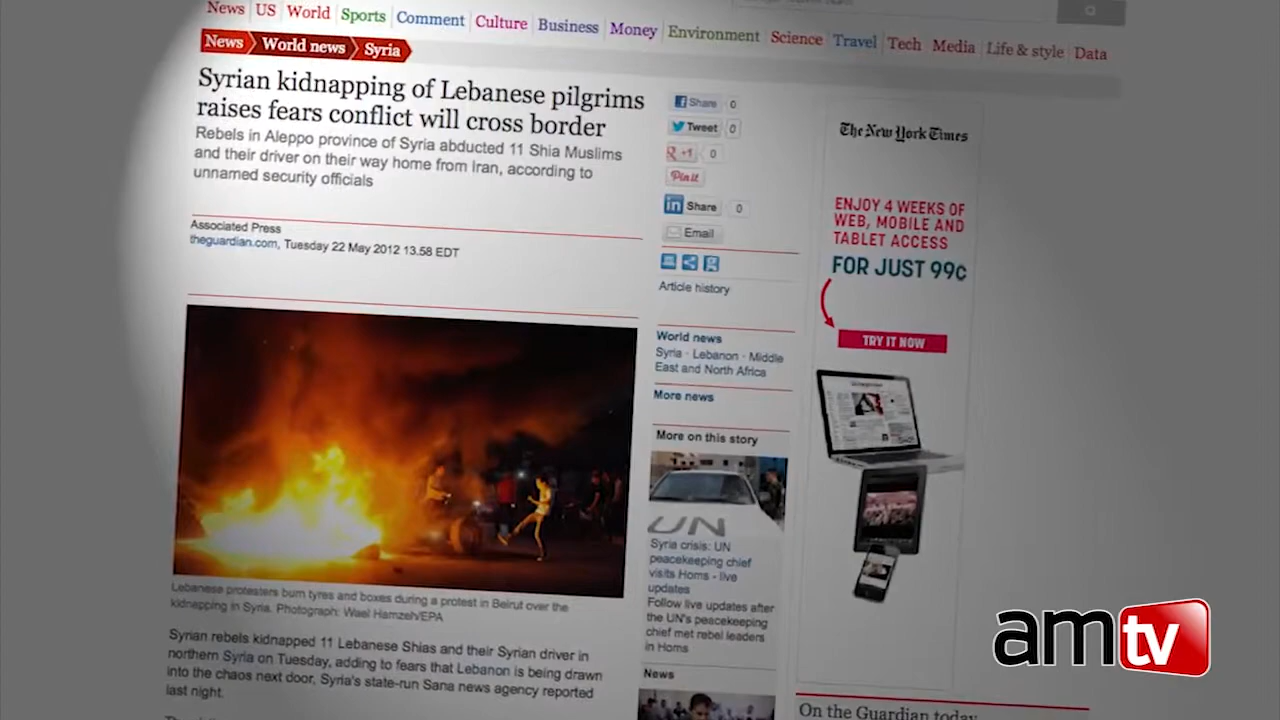 News US World Sports Comment Culture Business Money Environment Science Travel Tech Media Life & style Data
News World news Syria
Syrian kidnapping of Lebanese pilgrims
raises fears conflict will cross border
Rebels in Aleppo province of Syria abducted 11 Shia Muslims
and their driver on their way home from Iran, according to
unnamed security officials
Associated Press
theguardian.com, Tuesday 22 May 2012 13.58 EDT
Lebanese protesters burn tyres and boxes during a protest in Beirut over the
kidnapping in Syria. Photograph: Wael Hamzeh/EPA
Syrian rebels kidnapped 11 Lebanese Shias and their Syrian driver in
northern Syria on Tuesday, adding to fears that Lebanon is being drawn
into the chaos next door, Syria's state-run Sana news agency reported
last night.
Share 0
Tweet 0
+1 0
Pin it
in Share 0
Email
Article history
World news
Syria · Lebanon · Middle
East and North Africa
More news
More on this story
UN
Syria crisis: UN
peacekeeping chief
visits Homs - live
updates
Follow live updates after
the UN's peacekeeping
chief met rebel leaders
in Homs
News
The New York Times
ENJOY 4 WEEKS OF
WEB, MOBILE AND
TABLET ACCESS
FOR JUST 99c
TRY IT NOW
On the Guardian today
amtv